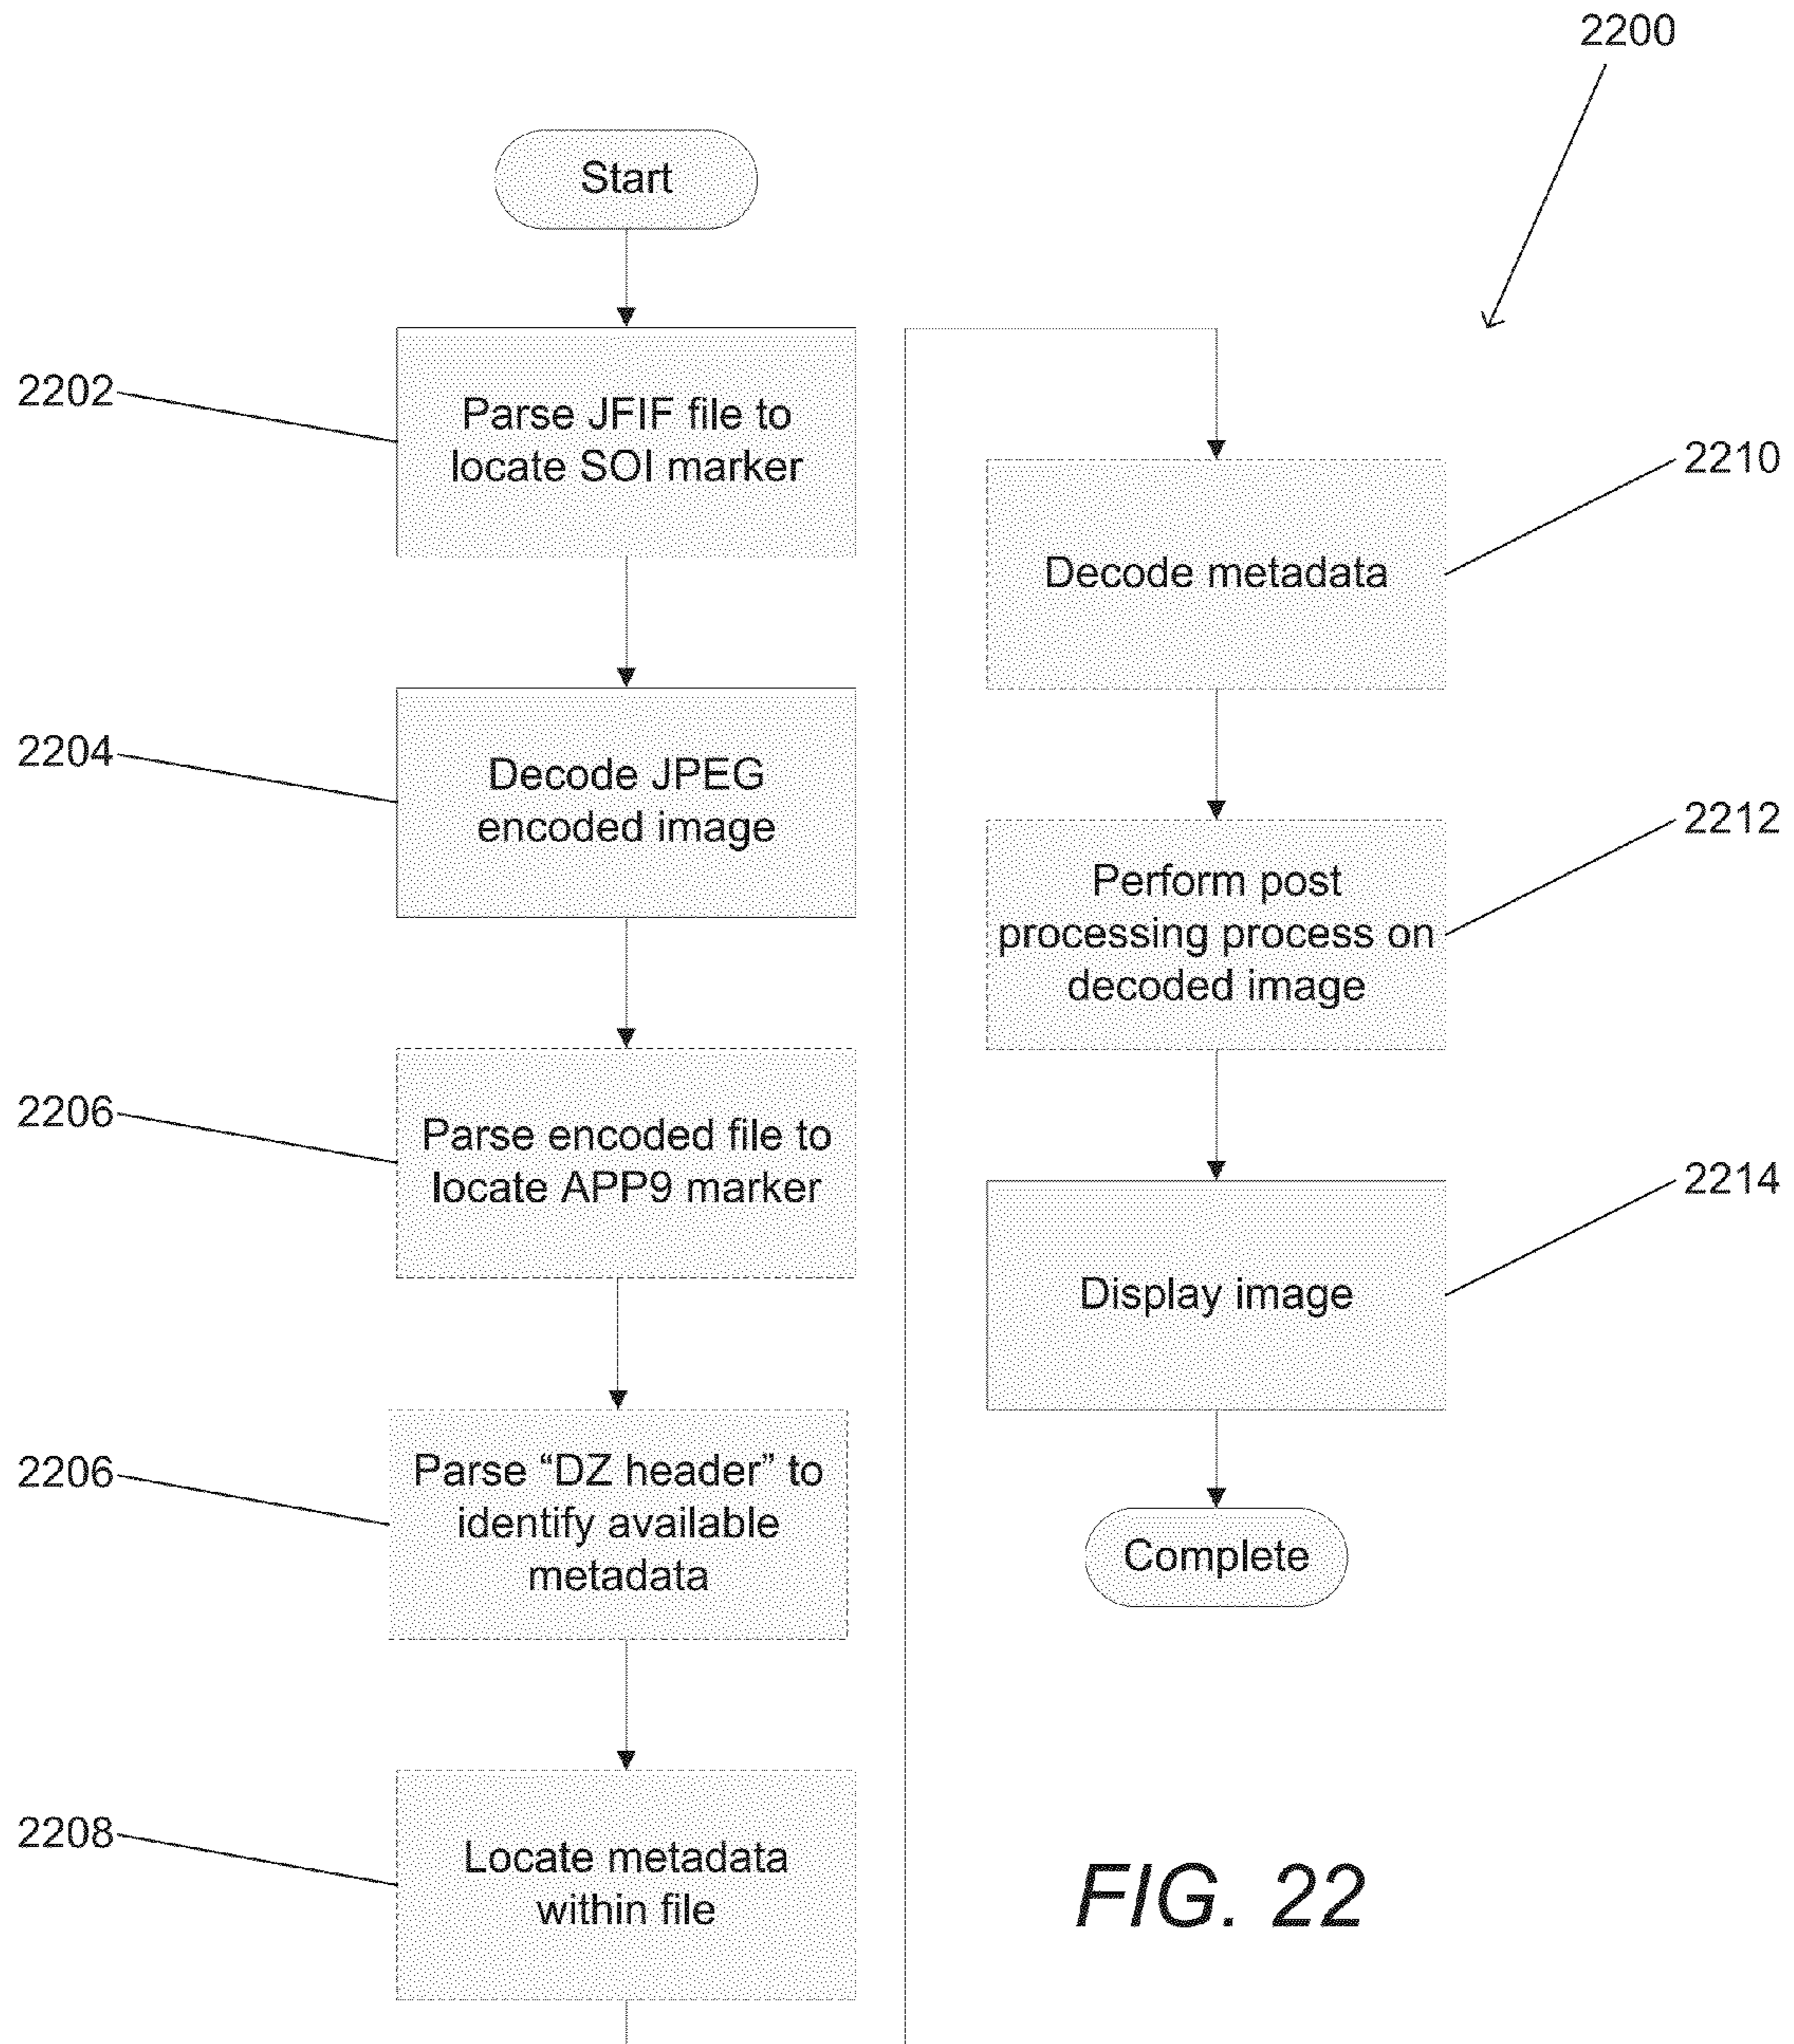 2200
Start
2202
Parse JFIF file to
locate SOI marker
2204
Decode JPEG
encoded image
2206
Parse encoded file to
locate APP9 marker
2206
Parse “DZ header” to
identify available
metadata
2208
Locate metadata
within file
2210
Decode metadata
2212
Perform post
processing process on
decoded image
2214
Display image
Complete
FIG. 22